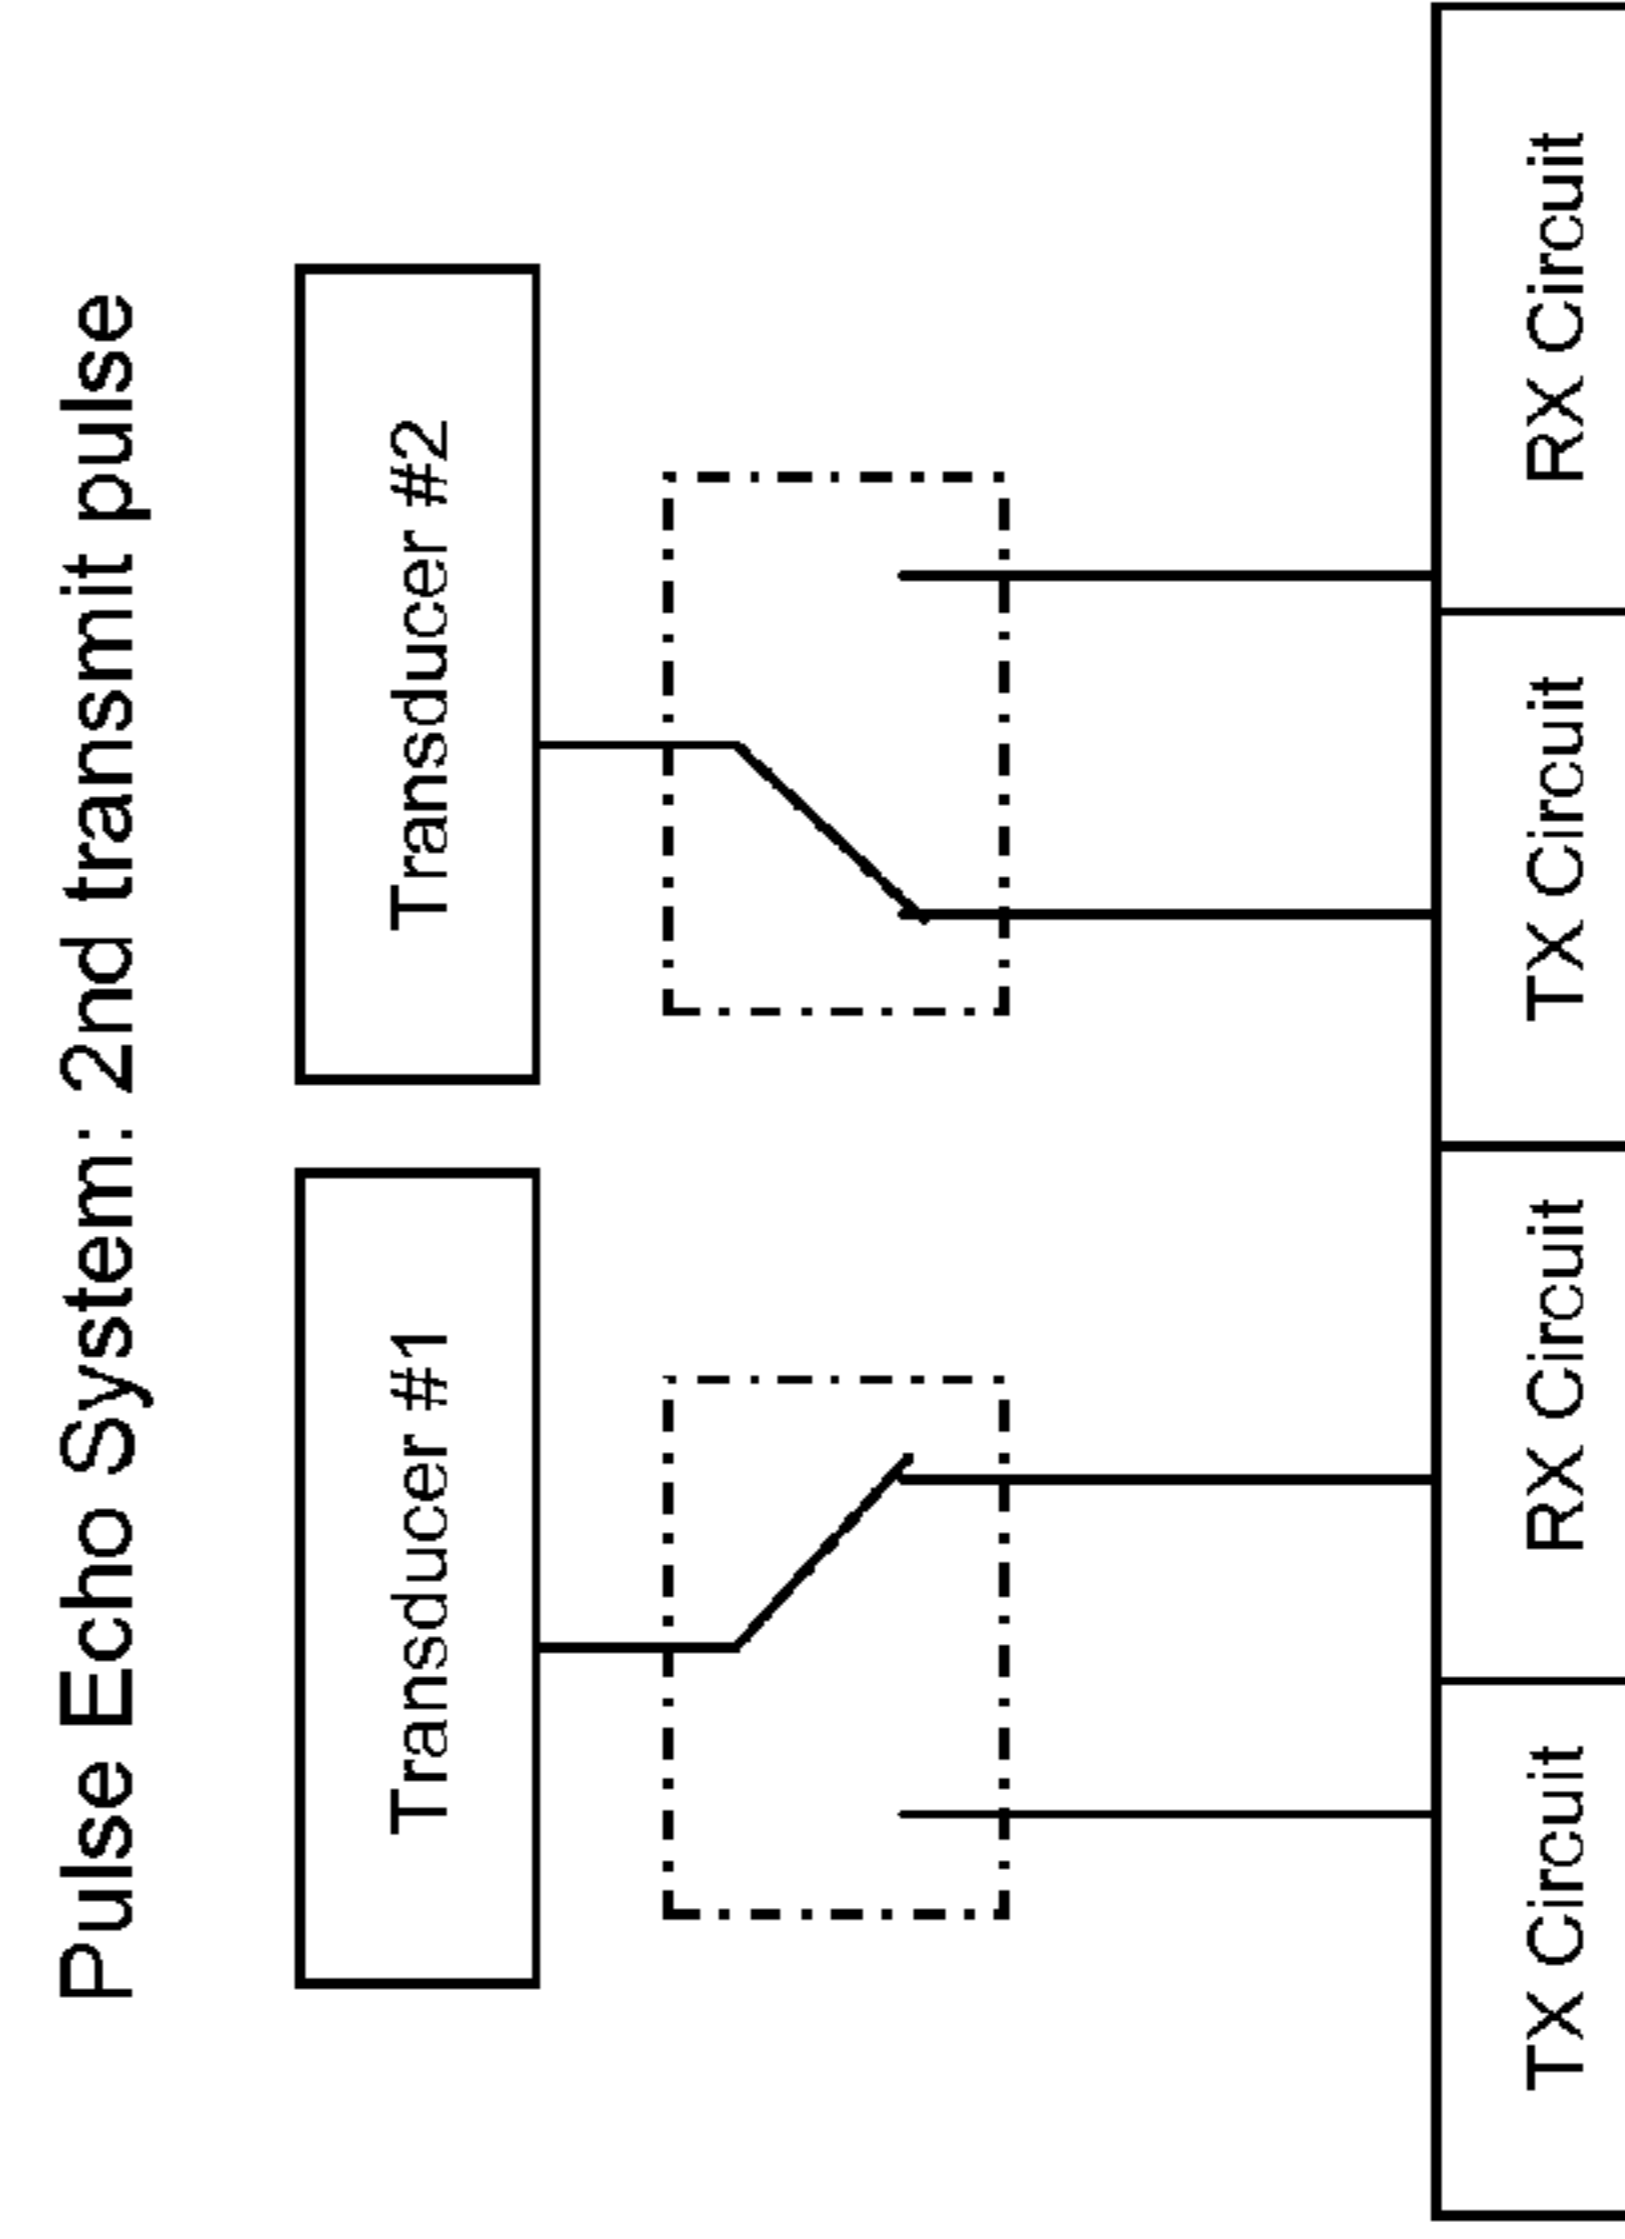 Pulse Echo System: 2nd transmit pulse
Transducer #1
Transducer #2
TX Circuit
RX Circuit
TX Circuit
RX Circuit